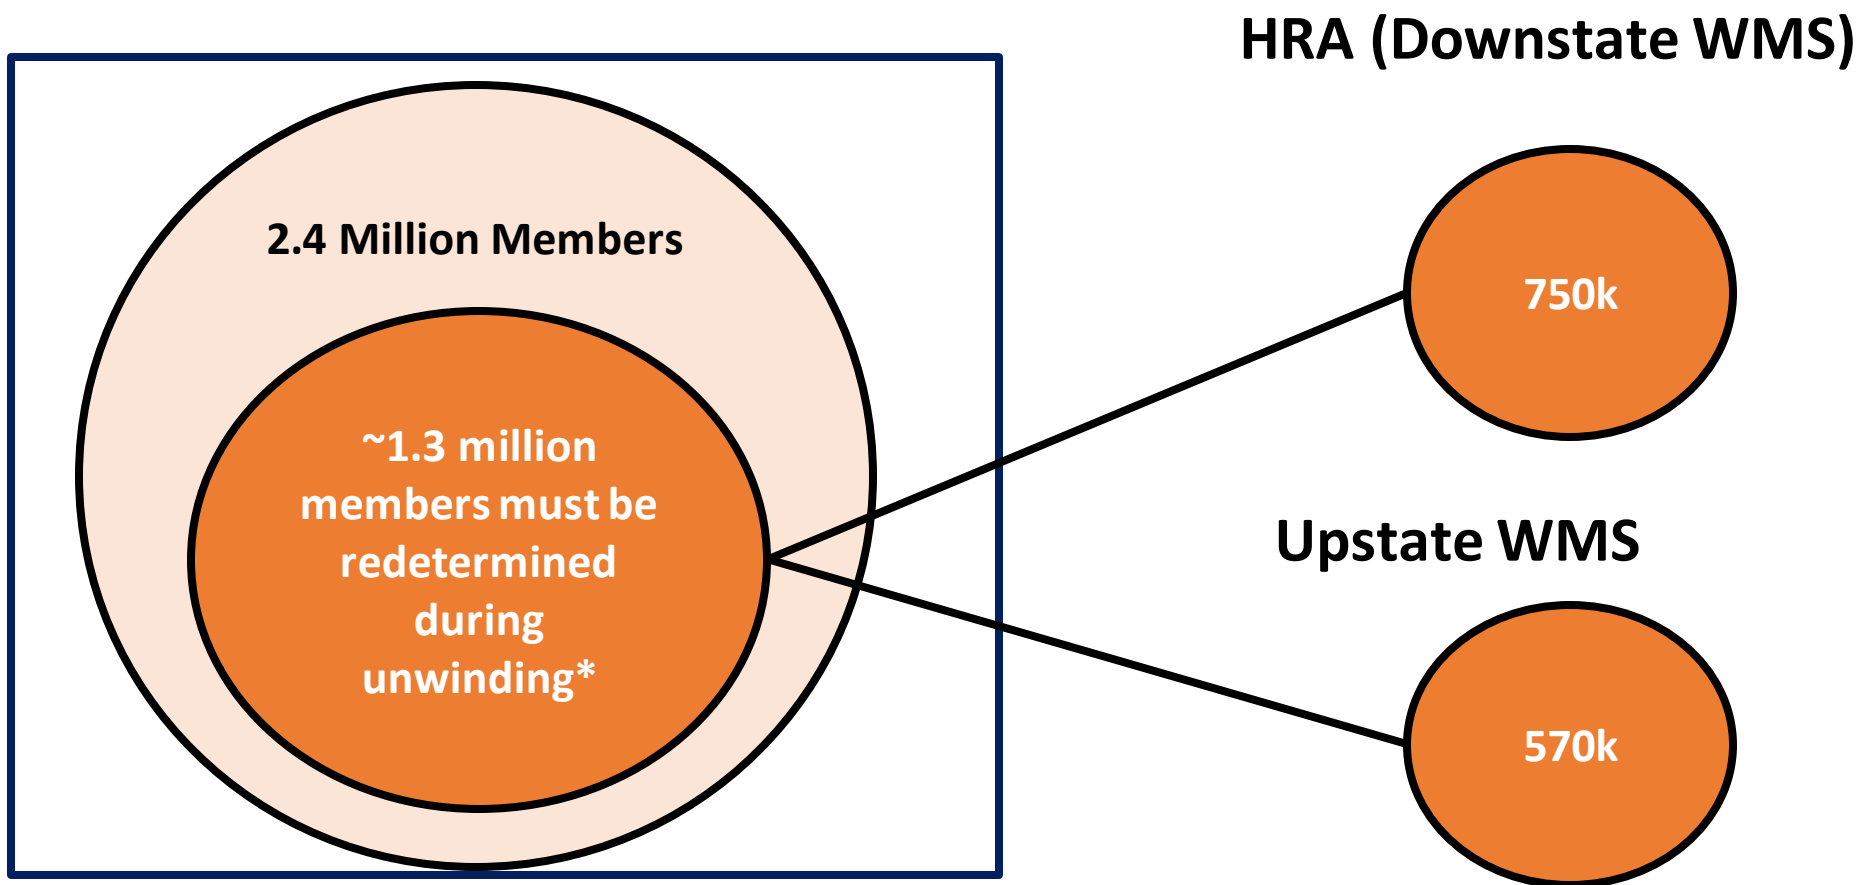 HRA (Downstate WMS)
2.4 Million Members
750k
~1.3 million
members must be
redetermined
during
unwinding*
Upstate WMS
570k